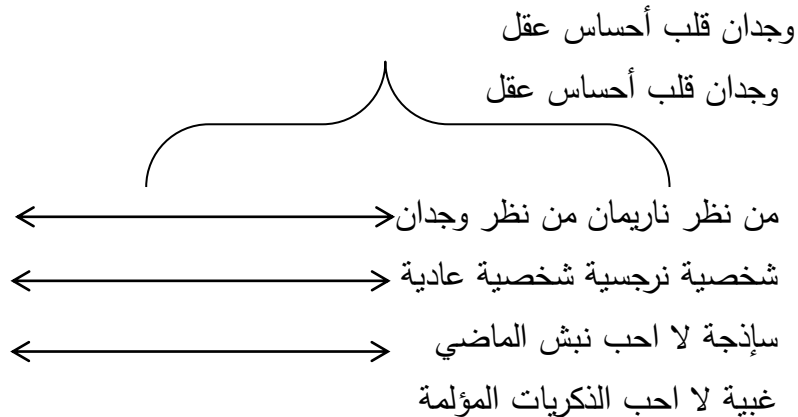 وجدان قلب أحساس عقل
وجدان قلب أحساس عقل
من نظر ناريمان من نظر وجدان
شخصية نرجسية شخصية عادية
سإذجة لا احب نبش الماضي
غبية لا احب الذكريات المؤلمة